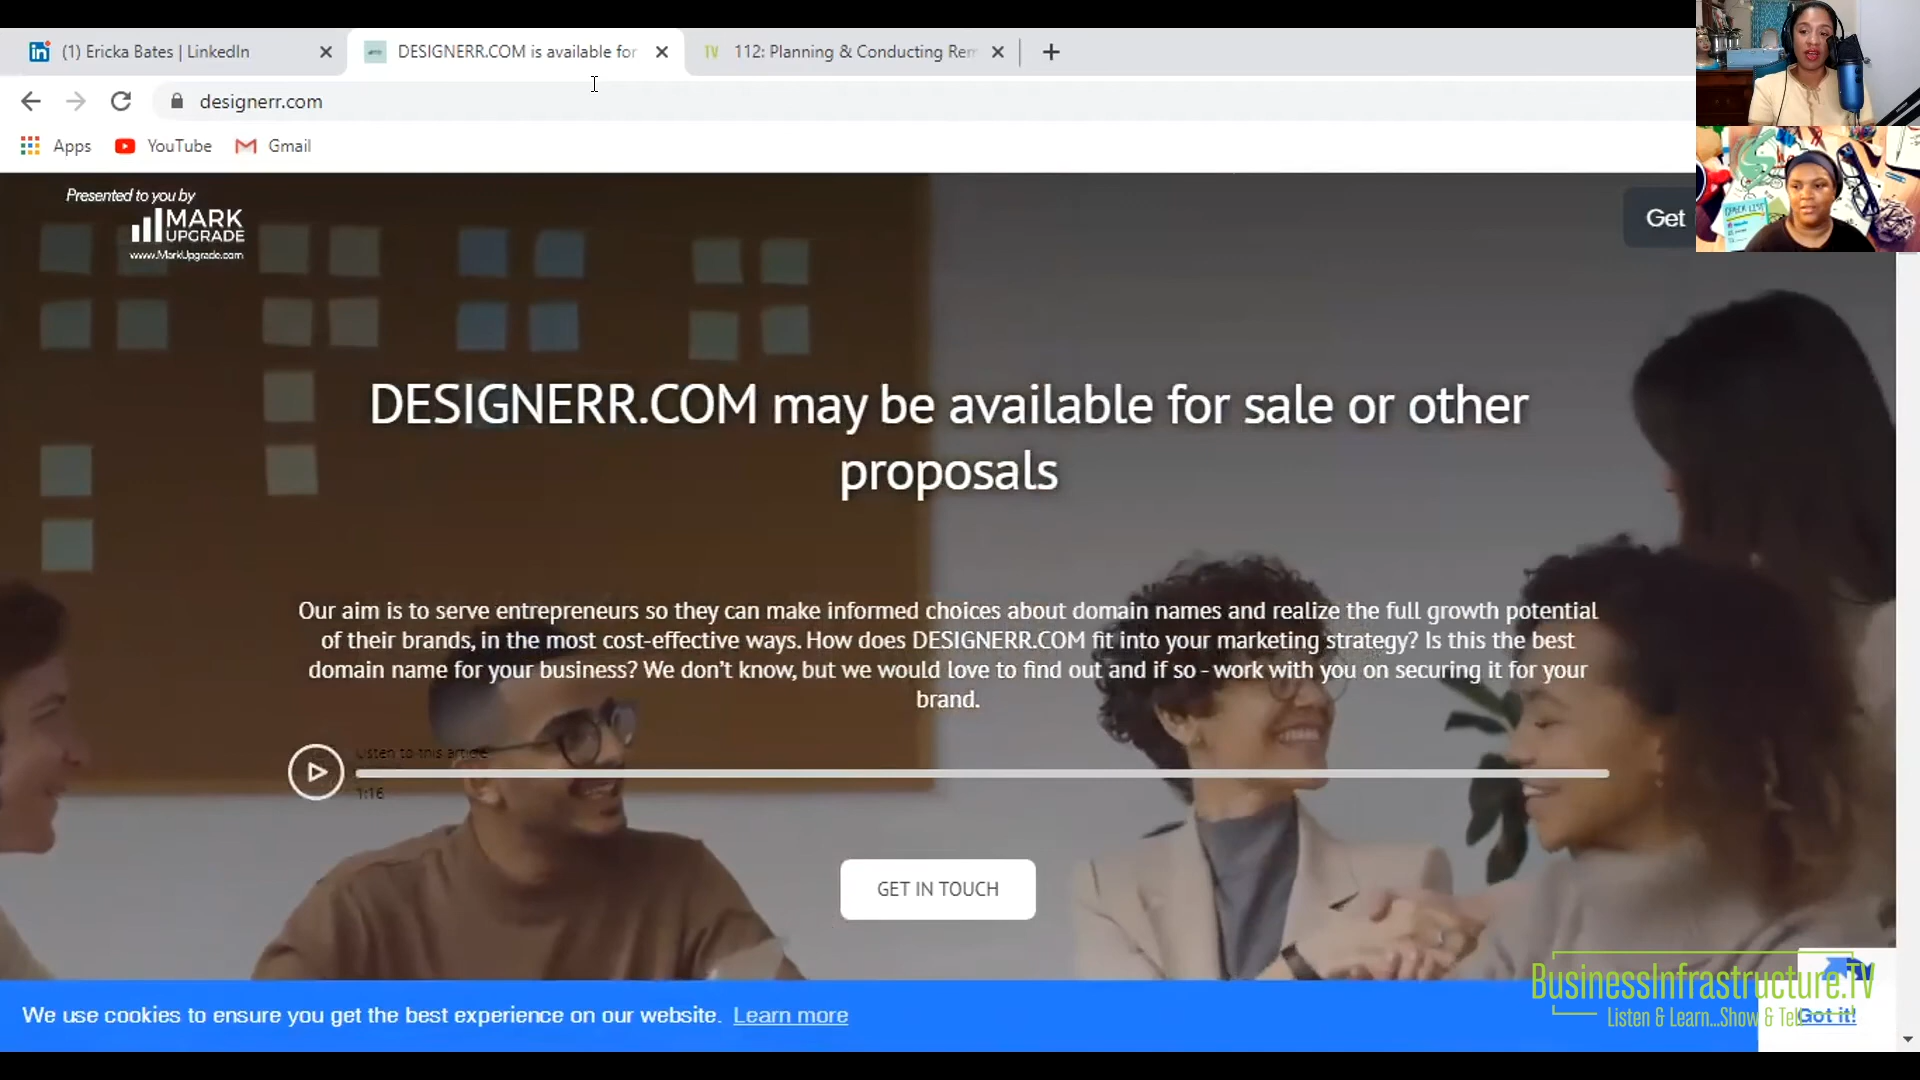 (1) Ericka Bates | LinkedIn
DESIGNERR.COM is available for
112: Planning & Conducting Rem
designerr.com
Apps
YouTube
Gmail
Presented to you by
MARK
UPGRADE
www.MarkUpgrade.com
Get
CHECK LIST
DESIGNERR.COM may be available for sale or other
proposals
Our aim is to serve entrepreneurs so they can make informed choices about domain names and realize the full growth potential
of their brands, in the most cost-effective ways. How does DESIGNERR.COM fit into your marketing strategy? Is this the best
domain name for your business? We don't know, but we would love to find out and if so - work with you on securing it for your
brand.
Listen to this article
1:16
GET IN TOUCH
BusinessInfrastructure.TV
Listen & Learn...Show & Tell
We use cookies to ensure you get the best experience on our website. Learn more
Got it!